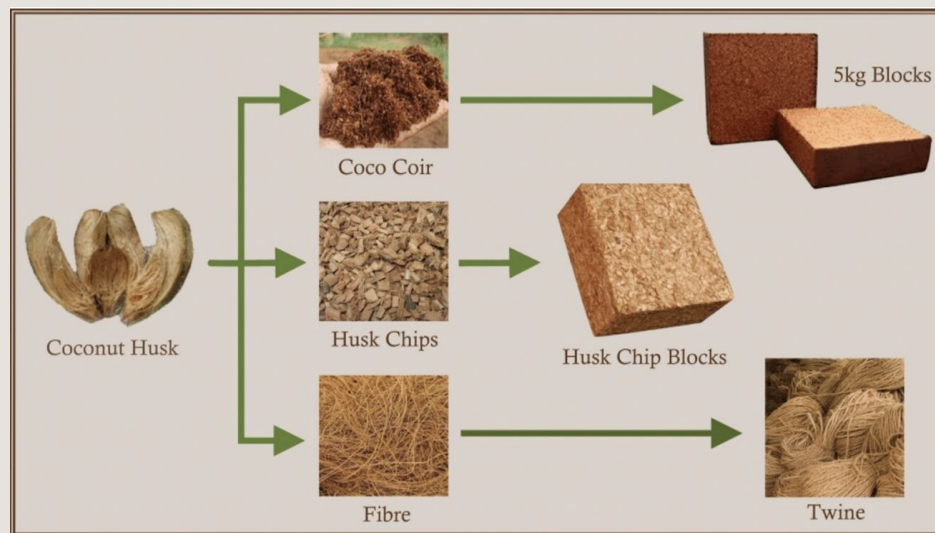 5kg Blocks
Coco Coir
Coconut Husk
Husk Chips
Husk Chip Blocks
Fibre
Twine